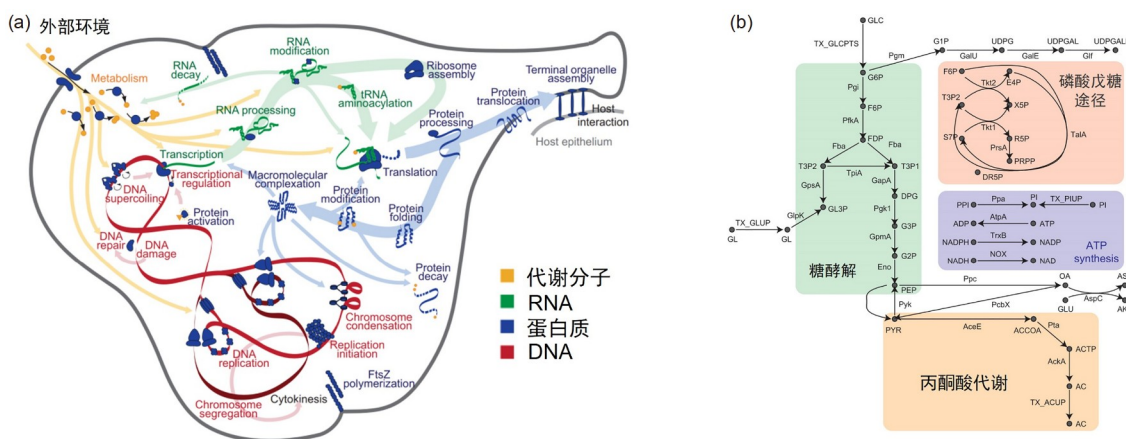 (a)
外部环境
Metabolism
RNA
decay
RNA
modification
Ribosome
assembly
tRNA
aminoacylation
RNA processing
Protein
processing
Protein
translocation
Terminal organelle
assembly
Host
interaction
Host epithelium
Transcription
Translation
DNA
supercoiling
Transcriptional
regulation
Macromolecular
complexation
Protein
modification
Protein
folding
Protein
activation
DNA
repair
DNA
damage
Protein
decay
Chromosome
condensation
Replication
initiation
DNA
replication
FtsZ
polymerization
Chromosome
segregation
Cytokinesis
代谢分子
RNA
蛋白质
DNA
(b)
GLC
TX_GLCPTS
Pgm
G1P
UDPG
UDPGAL
UDPGALF
GalU
GalE
Glf
G6P
Pgi
F6P
PfkA
FDP
Fba
Fba
T3P2
TpiA
T3P1
GpsA
GapA
GL3P
DPG
Pgk1
TX_GLUP
GlpK
GL
GL
G3P
GpmA
G2P
Eno
糖酵解
PEP
Pyk
Ppc
PcbX
OA
GLU
AspC
PYR
AceE
ACCOA
Pta
ACTP
AckA
丙酮酸代谢
AC
TX_ACUP
AC
磷酸戊糖
途径
F6P
Tkt2
E4P
T3P2
X5P
Tkt1
S7P
R5P
TalA
PrsA
PRPP
DR5P
PPI
Ppa
PI
TX_PIUP
PI
ADP
AtpA
ATP
NADPH
TrxB
NADP
NADH
NOX
NAD
ATP
synthesis